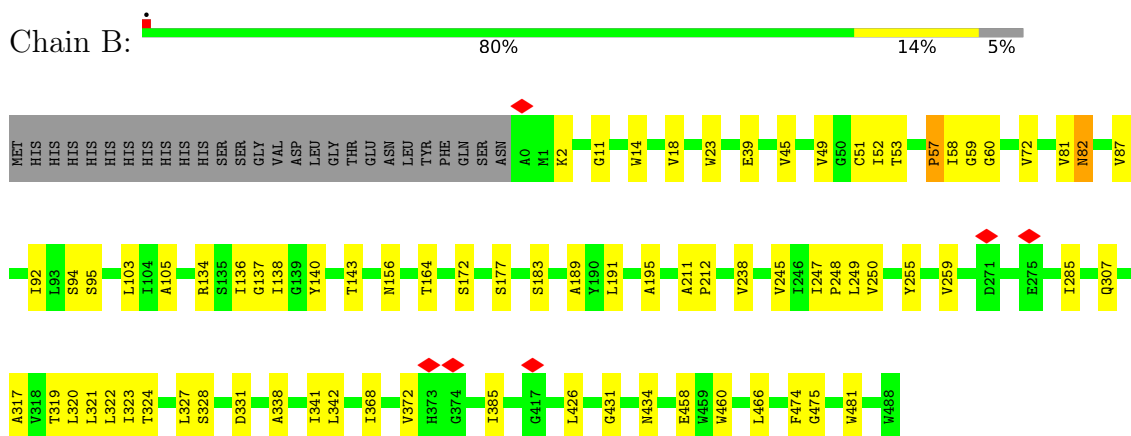 Chain B:
80% 14% 5%
MET HIS HIS HIS HIS HIS HIS HIS HIS HIS HIS SER SER GLY VAL ASP LEU GLY THR GLU ASN LEU TYR PHE GLN SER ASN A0 M1 K2 G11 W14 V18 W23 E39 V45 V49 G50 C51 I52 T53 P57 I58 G59 G60 V72 V81 N82 V87
I92 L93 S94 S95 L103 I104 A105 R134 S135 I136 G137 I138 G139 Y140 T143 N156 T164 S172 S177 S183 A189 Y190 L191 A195 A211 P212 V238 V245 I246 I247 P248 L249 V250 Y255 V259 D271 E275 I285 Q307
A317 V318 T319 L320 L321 L322 I323 T324 L327 S328 D331 A338 I341 L342 I368 V372 H373 G374 I385 G417 L426 G431 N434 E458 W459 W460 L466 F474 G475 W481 W488